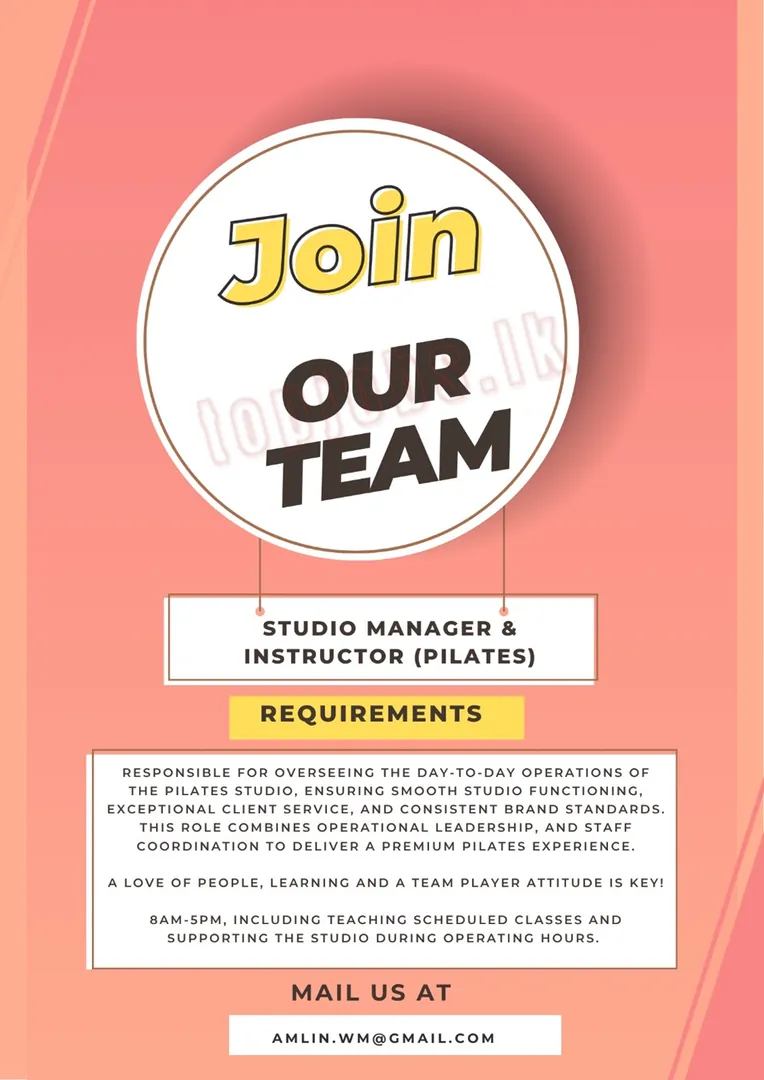 Join
OUR
TEAM
topjobs.lk
STUDIO MANAGER &
INSTRUCTOR (PILATES)
REQUIREMENTS
RESPONSIBLE FOR OVERSEEING THE DAY-TO-DAY OPERATIONS OF
THE PILATES STUDIO, ENSURING SMOOTH STUDIO FUNCTIONING,
EXCEPTIONAL CLIENT SERVICE, AND CONSISTENT BRAND STANDARDS.
THIS ROLE COMBINES OPERATIONAL LEADERSHIP, AND STAFF
COORDINATION TO DELIVER A PREMIUM PILATES EXPERIENCE.
A LOVE OF PEOPLE, LEARNING AND A TEAM PLAYER ATTITUDE IS KEY!
8AM-5PM, INCLUDING TEACHING SCHEDULED CLASSES AND
SUPPORTING THE STUDIO DURING OPERATING HOURS.
MAIL US AT
AMLIN.WM@GMAIL.COM